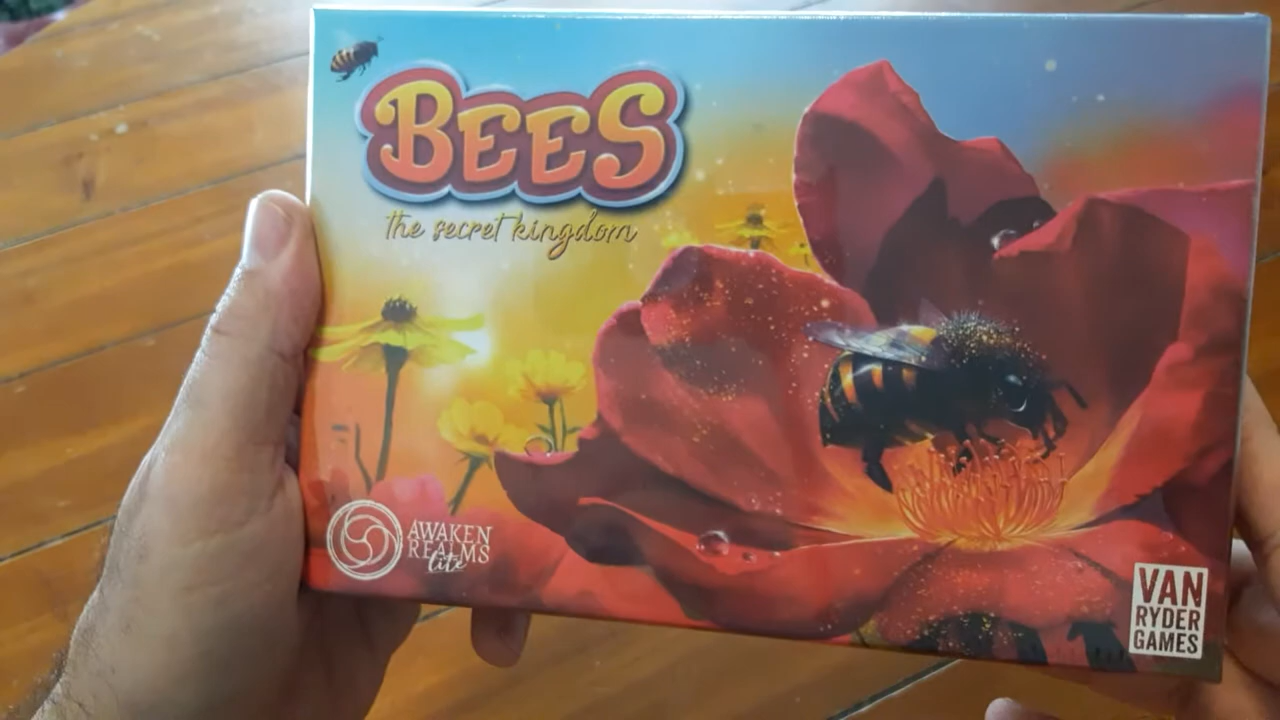 BEES
the secret kingdom
AWAKEN
REALMS
lite
VAN
RYDER
GAMES